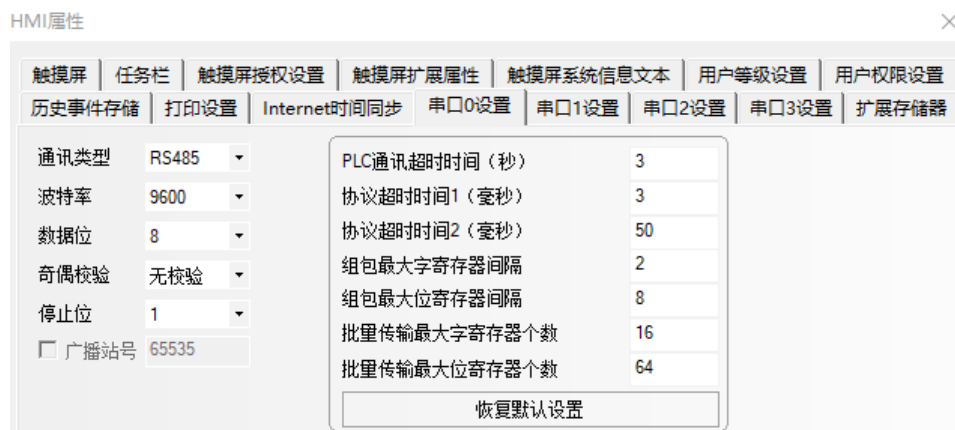 HMI属性
触摸屏 任务栏 触摸屏授权设置 触摸屏扩展属性 触摸屏系统信息文本 用户等级设置 用户权限设置
历史事件存储 打印设置 Internet时间同步 串口0设置 串口1设置 串口2设置 串口3设置 扩展存储器
通讯类型 RS485
波特率 9600
数据位 8
奇偶校验 无校验
停止位 1
广播站号 65535
PLC通讯超时时间（秒） 3
协议超时时间1（毫秒） 3
协议超时时间2（毫秒） 50
组包最大字寄存器间隔 2
组包最大位寄存器间隔 8
批量传输最大字寄存器个数 16
批量传输最大位寄存器个数 64
恢复默认设置